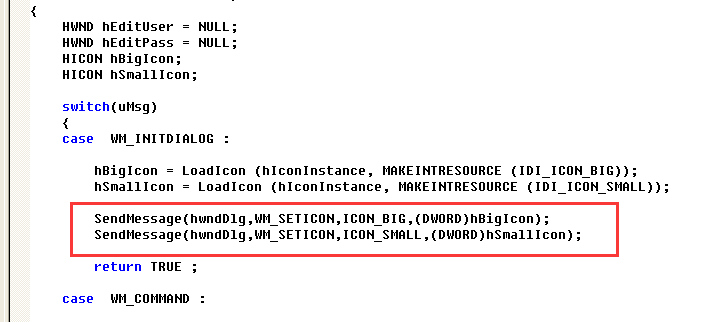 {
HWND hEditUser = NULL;
HWND hEditPass = NULL;
HICON hBigIcon;
HICON hSmallIcon;
switch(uMsg)
{
case  WM_INITDIALOG :
hBigIcon = LoadIcon (hIconInstance, MAKEINTRESOURCE (IDI_ICON_BIG));
hSmallIcon = LoadIcon (hIconInstance, MAKEINTRESOURCE (IDI_ICON_SMALL));
SendMessage(hwndDlg,WM_SETICON,ICON_BIG,(DWORD)hBigIcon);
SendMessage(hwndDlg,WM_SETICON,ICON_SMALL,(DWORD)hSmallIcon);
return TRUE ;
case  WM_COMMAND :